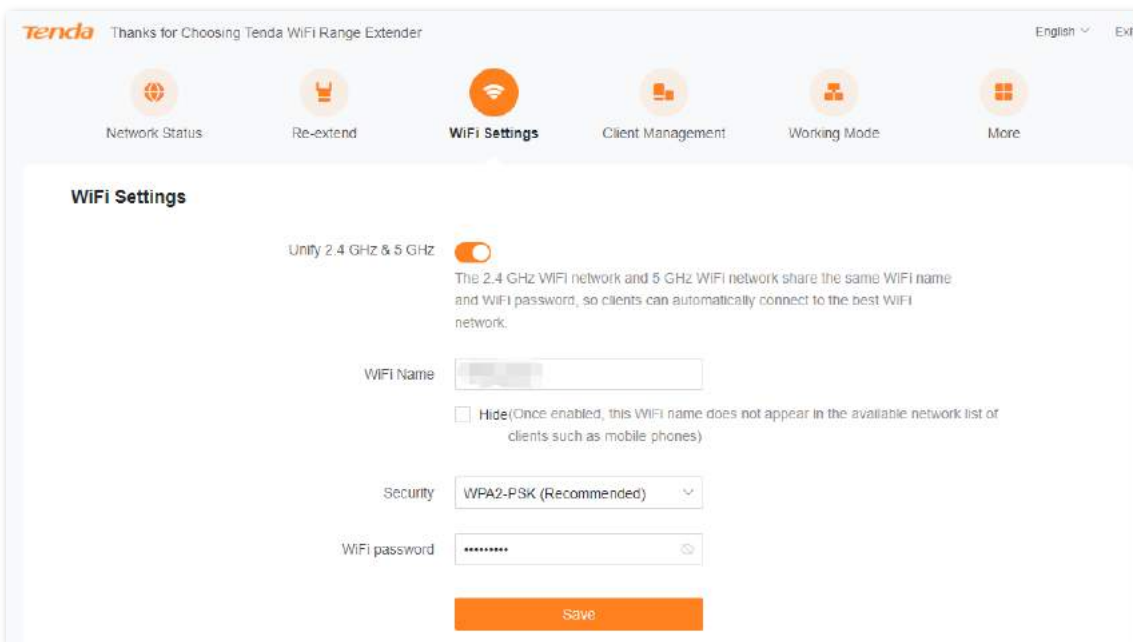 Tenda Thanks for Choosing Tenda WiFi Range Extender English
Network Status Re-extend WiFi Settings Client Management Working Mode More
WiFi Settings
Unify 2.4 GHz & 5 GHz
The 2.4 GHz WiFi network and 5 GHz WiFi network share the same WiFi name
and WiFi password, so clients can automatically connect to the best WiFi
network.
WiFi Name
Hide(Once enabled, this WiFi name does not appear in the available network list of
clients such as mobile phones)
Security WPA2-PSK (Recommended)
WiFi password •••••••••
Save